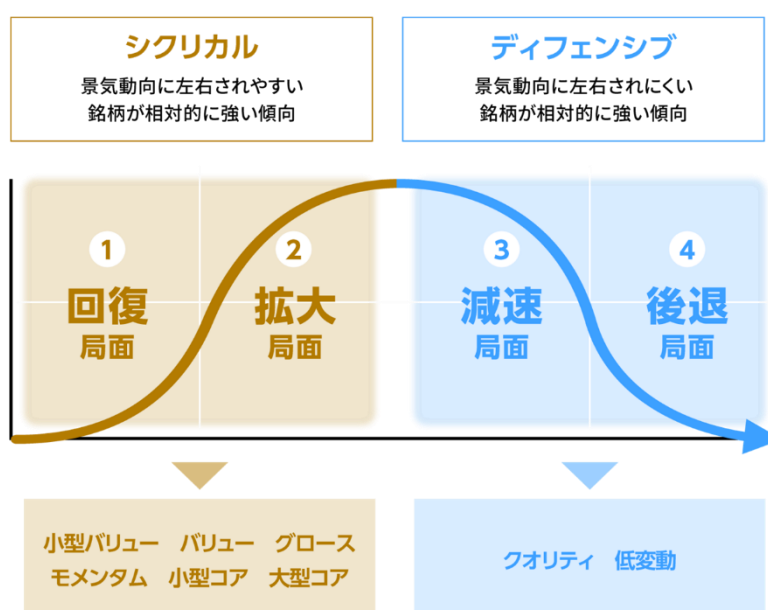 シクリカル
景気動向に左右されやすい
銘柄が相対的に強い傾向
ディフェンシブ
景気動向に左右されにくい
銘柄が相対的に強い傾向
1
回復
局面
2
拡大
局面
3
減速
局面
4
後退
局面
小型バリュー バリュー グロース
モメンタム 小型コア 大型コア
クオリティ 低変動